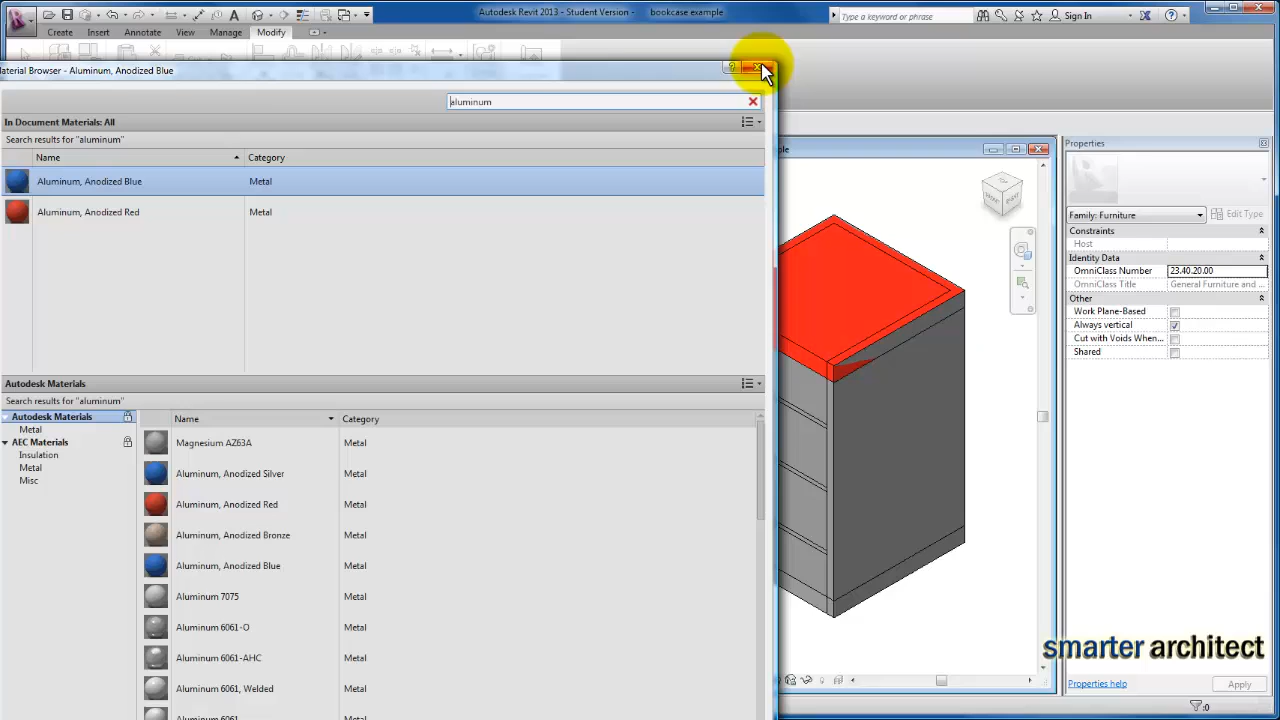 Autodesk Revit 2013 - Student Version - bookcase example
Type a keyword or phrase
Sign In
Create Insert Annotate View Manage Modify
aterial Browser - Aluminum, Anodized Blue
aluminum
In Document Materials: All
Search results for "aluminum"
Name Category
Aluminum, Anodized Blue Metal
Aluminum, Anodized Red Metal
Autodesk Materials
Search results for "aluminum"
Autodesk Materials
Metal
AEC Materials
Insulation
Metal
Misc
Name Category
Magnesium AZ63A Metal
Aluminum, Anodized Silver Metal
Aluminum, Anodized Red Metal
Aluminum, Anodized Bronze Metal
Aluminum, Anodized Blue Metal
Aluminum 7075 Metal
Aluminum 6061-O Metal
Aluminum 6061-AHC Metal
Aluminum 6061, Welded Metal
Aluminum 6061 Metal
Properties
Family: Furniture Edit Type
Constraints
Host
Identity Data
OmniClass Number 23.40.20.00
OmniClass Title General Furniture and ...
Other
Work Plane-Based
Always vertical
Cut with Voids When...
Shared
smarter architect
Properties help Apply
:0